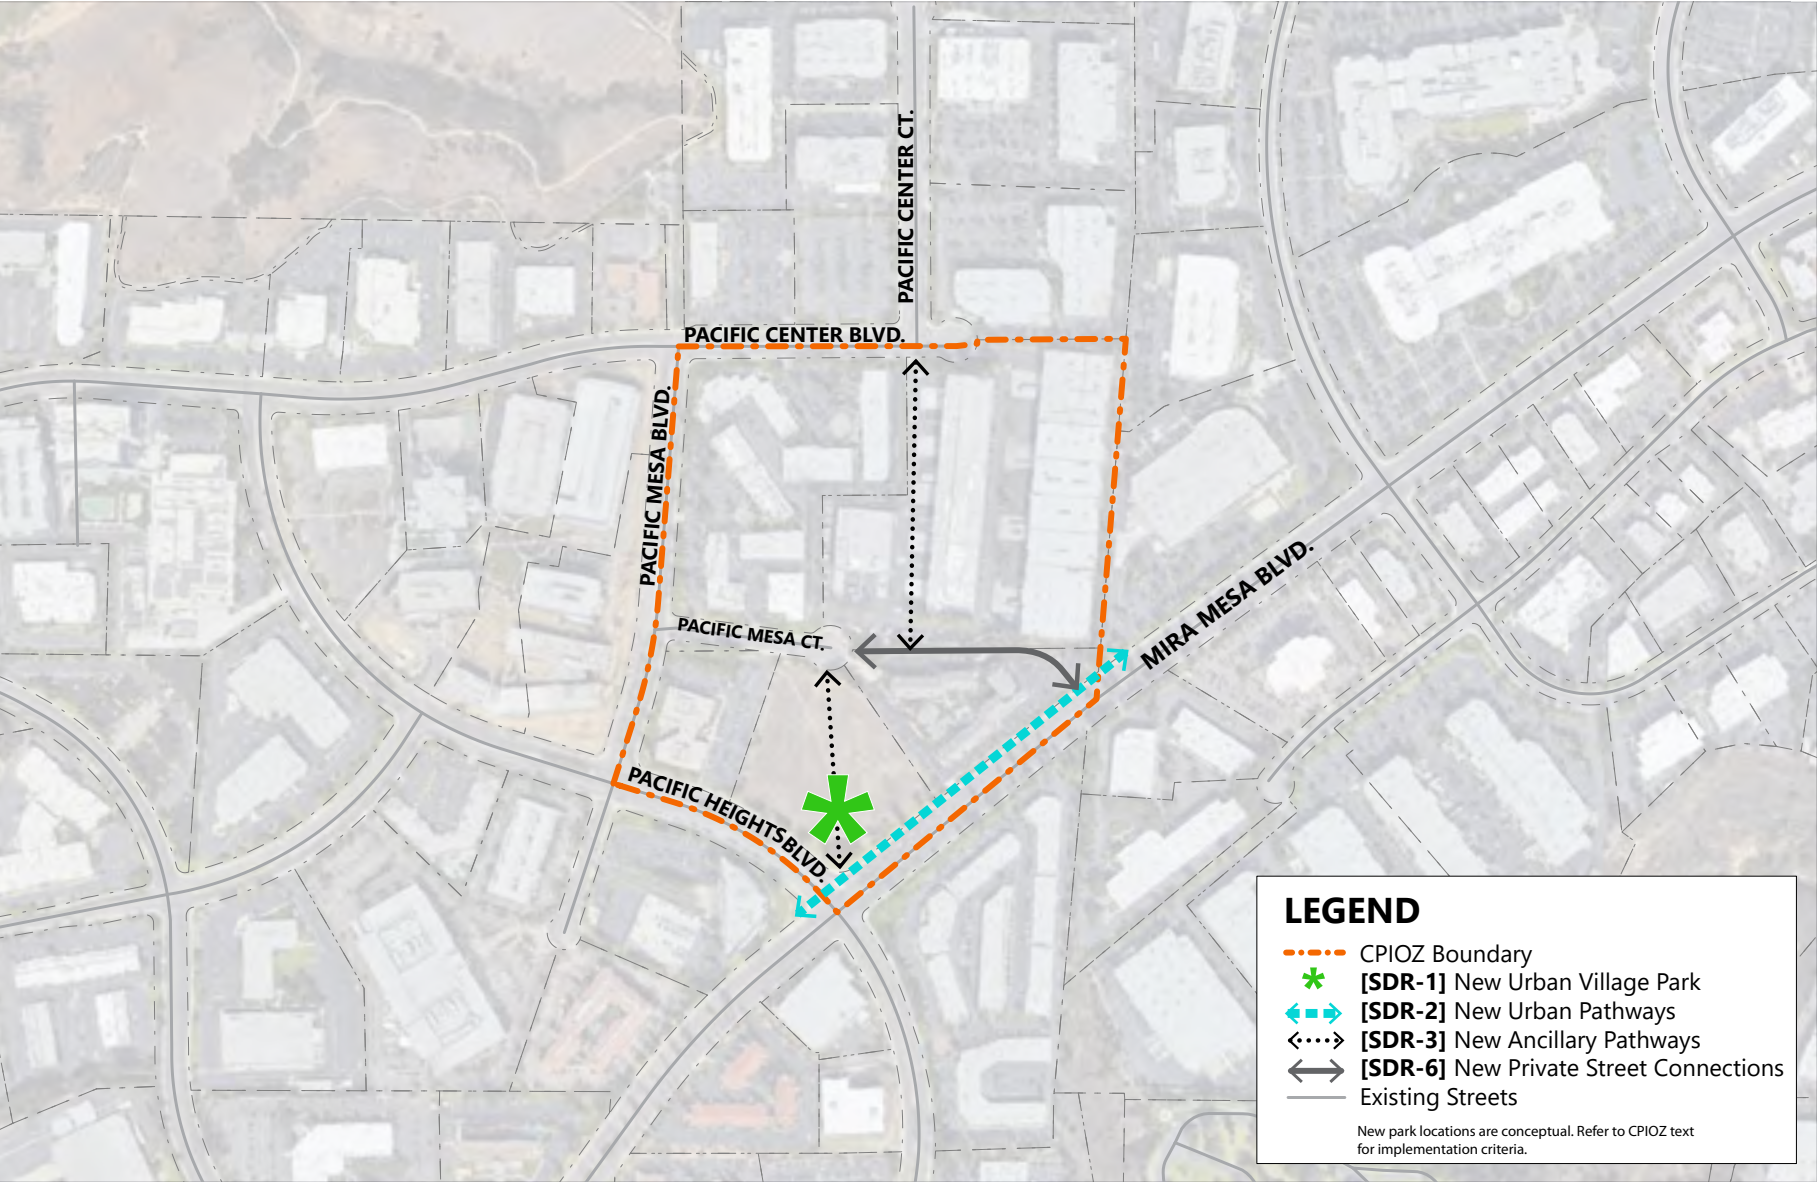 PACIFIC CENTER CT.
PACIFIC CENTER BLVD.
PACIFIC MESA BLVD.
PACIFIC MESA CT.
MIRA MESA BLVD.
PACIFIC HEIGHTS BLVD.
LEGEND
CPIOZ Boundary
[SDR-1] New Urban Village Park
[SDR-2] New Urban Pathways
[SDR-3] New Ancillary Pathways
[SDR-6] New Private Street Connections
Existing Streets
New park locations are conceptual. Refer to CPIOZ text
for implementation criteria.